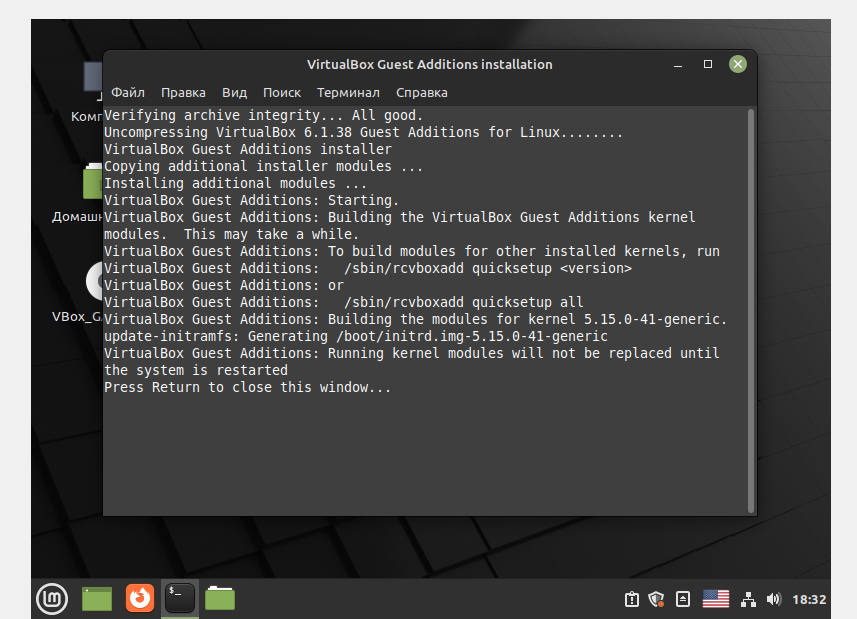 VirtualBox Guest Additions installation
Файл Правка Вид Поиск Терминал Справка
Verifying archive integrity... All good.
Uncompressing VirtualBox 6.1.38 Guest Additions for Linux........
VirtualBox Guest Additions installer
Copying additional installer modules ...
Installing additional modules ...
VirtualBox Guest Additions: Starting.
VirtualBox Guest Additions: Building the VirtualBox Guest Additions kernel
modules.  This may take a while.
VirtualBox Guest Additions: To build modules for other installed kernels, run
VirtualBox Guest Additions:   /sbin/rcvboxadd quicksetup <version>
VirtualBox Guest Additions: or
VirtualBox Guest Additions:   /sbin/rcvboxadd quicksetup all
VirtualBox Guest Additions: Building the modules for kernel 5.15.0-41-generic.
update-initramfs: Generating /boot/initrd.img-5.15.0-41-generic
VirtualBox Guest Additions: Running kernel modules will not be replaced until
the system is restarted
Press Return to close this window...
$_
18:32